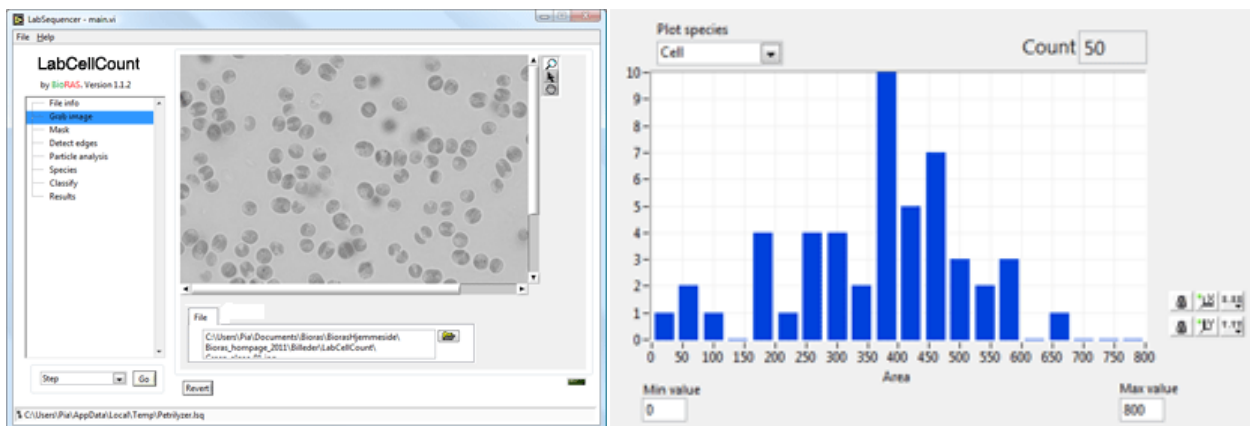 LabSequencer - main.vi
File Help
LabCellCount
by BioRAS. Version 1.1.2
File info
Grab image
Mask
Detect edges
Particle analysis
Species
Classify
Results
File
C:\Users\Pia\Documents\Bioras\BiorasHjemmeside\
Bioras_hompage_2011\Billeder\LabCellCount\
Step
Go
Revert
C:\Users\Pia\AppData\Local\Temp\Petrilyzer.lsq
Plot species
Cell
Count 50
10
9
8
7
6
5
4
3
2
1
0
0 50 100 150 200 250 300 350 400 450 500 550 600 650 700 750 800
Area
Min value
0
Max value
800